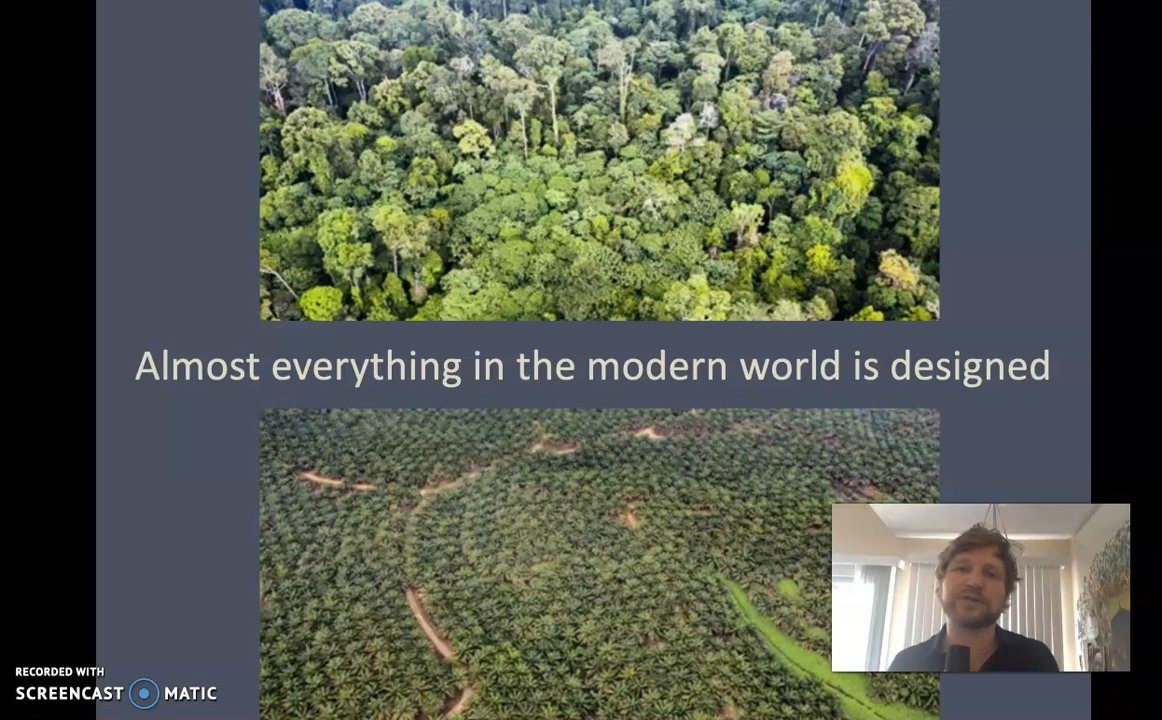 Almost everything in the modern world is designed
RECORDED WITH
SCREENCAST MATIC